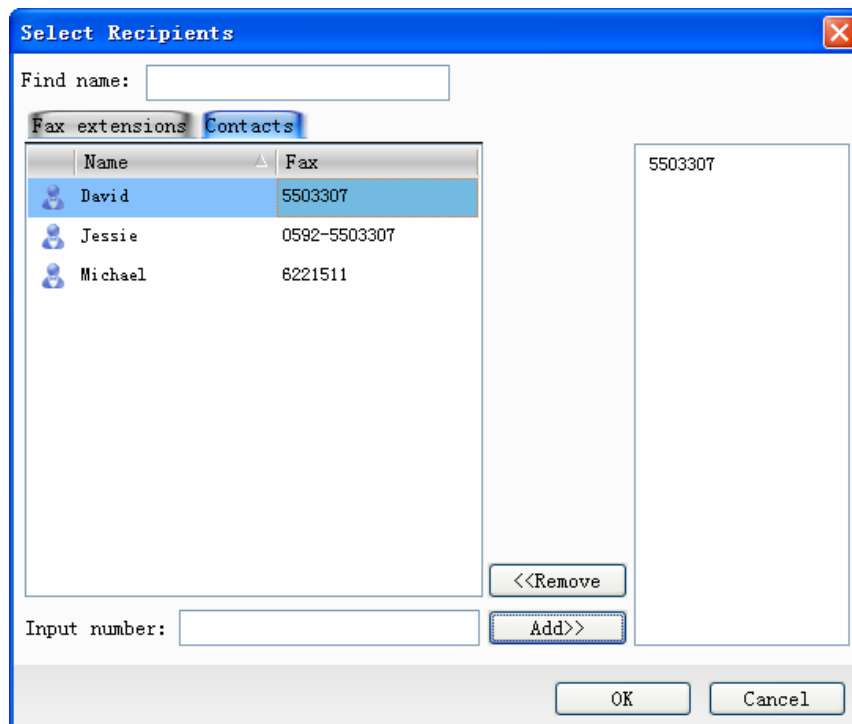 Select Recipients
Find name:
Fax extensions Contacts
Name Fax
David 5503307
Jessie 0592-5503307
Michael 6221511
5503307
<<Remove
Input number: Add>>
OK Cancel